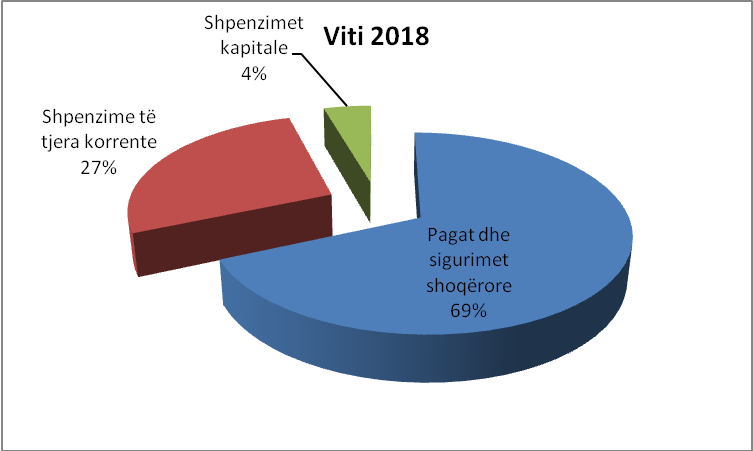 Viti 2018
Shpenzimet
kapitale
4%
Shpenzime të
tjera korrente
27%
Pagat dhe
sigurimet
shoqërore
69%